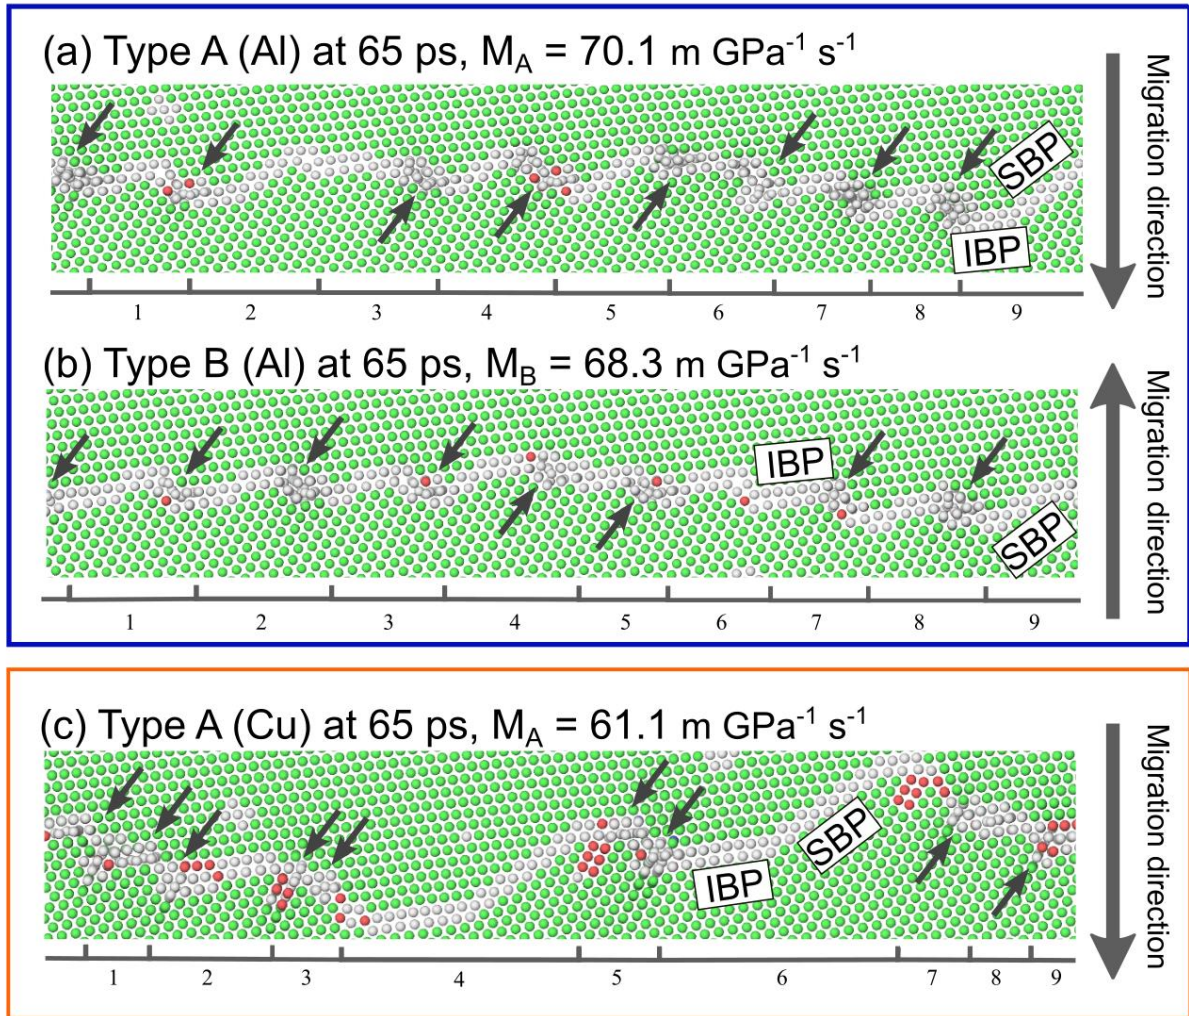 (a) Type A (Al) at 65 ps, M_A = 70.1 m GPa⁻¹ s⁻¹
Migration direction
SBP
IBP
1 2 3 4 5 6 7 8 9
(b) Type B (Al) at 65 ps, M_B = 68.3 m GPa⁻¹ s⁻¹
Migration direction
IBP
SBP
1 2 3 4 5 6 7 8 9
(c) Type A (Cu) at 65 ps, M_A = 61.1 m GPa⁻¹ s⁻¹
Migration direction
SBP
IBP
1 2 3 4 5 6 7 8 9